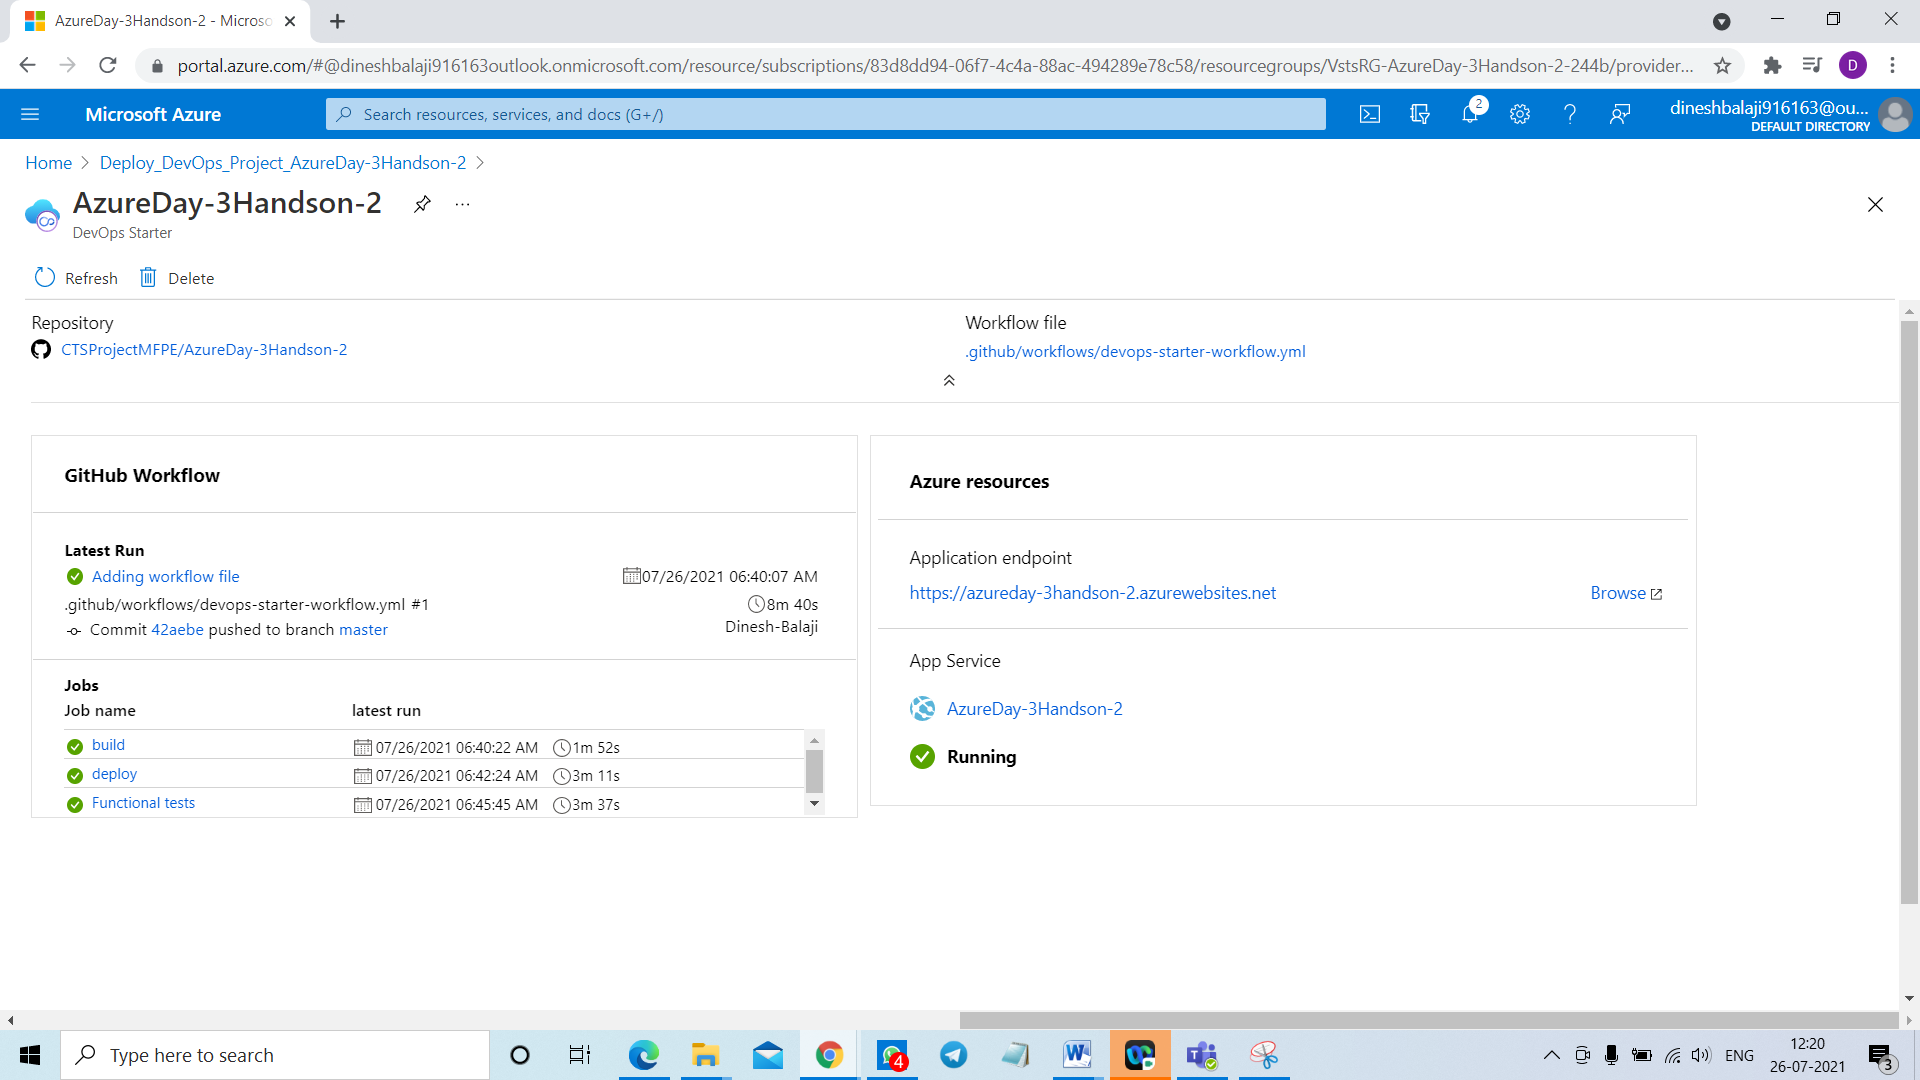 AzureDay-3Handson-2 - Microso
portal.azure.com/#@dineshbalaji916163outlook.onmicrosoft.com/resource/subscriptions/83d8dd94-06f7-4c4a-88ac-494289e78c58/resourcegroups/VstsRG-AzureDay-3Handson-2-244b/provider...
D
Microsoft Azure
Search resources, services, and docs (G+/)
2
dineshbalaji916163@ou...
DEFAULT DIRECTORY
Home > Deploy_DevOps_Project_AzureDay-3Handson-2 >
AzureDay-3Handson-2
...
DevOps Starter
Refresh
Delete
Repository
CTSProjectMFPE/AzureDay-3Handson-2
Workflow file
.github/workflows/devops-starter-workflow.yml
GitHub Workflow
Latest Run
Adding workflow file
07/26/2021 06:40:07 AM
.github/workflows/devops-starter-workflow.yml #1
8m 40s
Commit 42aebe pushed to branch master
Dinesh-Balaji
Jobs
Job name latest run
build 07/26/2021 06:40:22 AM 1m 52s
deploy 07/26/2021 06:42:24 AM 3m 11s
Functional tests 07/26/2021 06:45:45 AM 3m 37s
Azure resources
Application endpoint
https://azureday-3handson-2.azurewebsites.net
Browse
App Service
AzureDay-3Handson-2
Running
Type here to search
4
ENG
12:20
26-07-2021
3